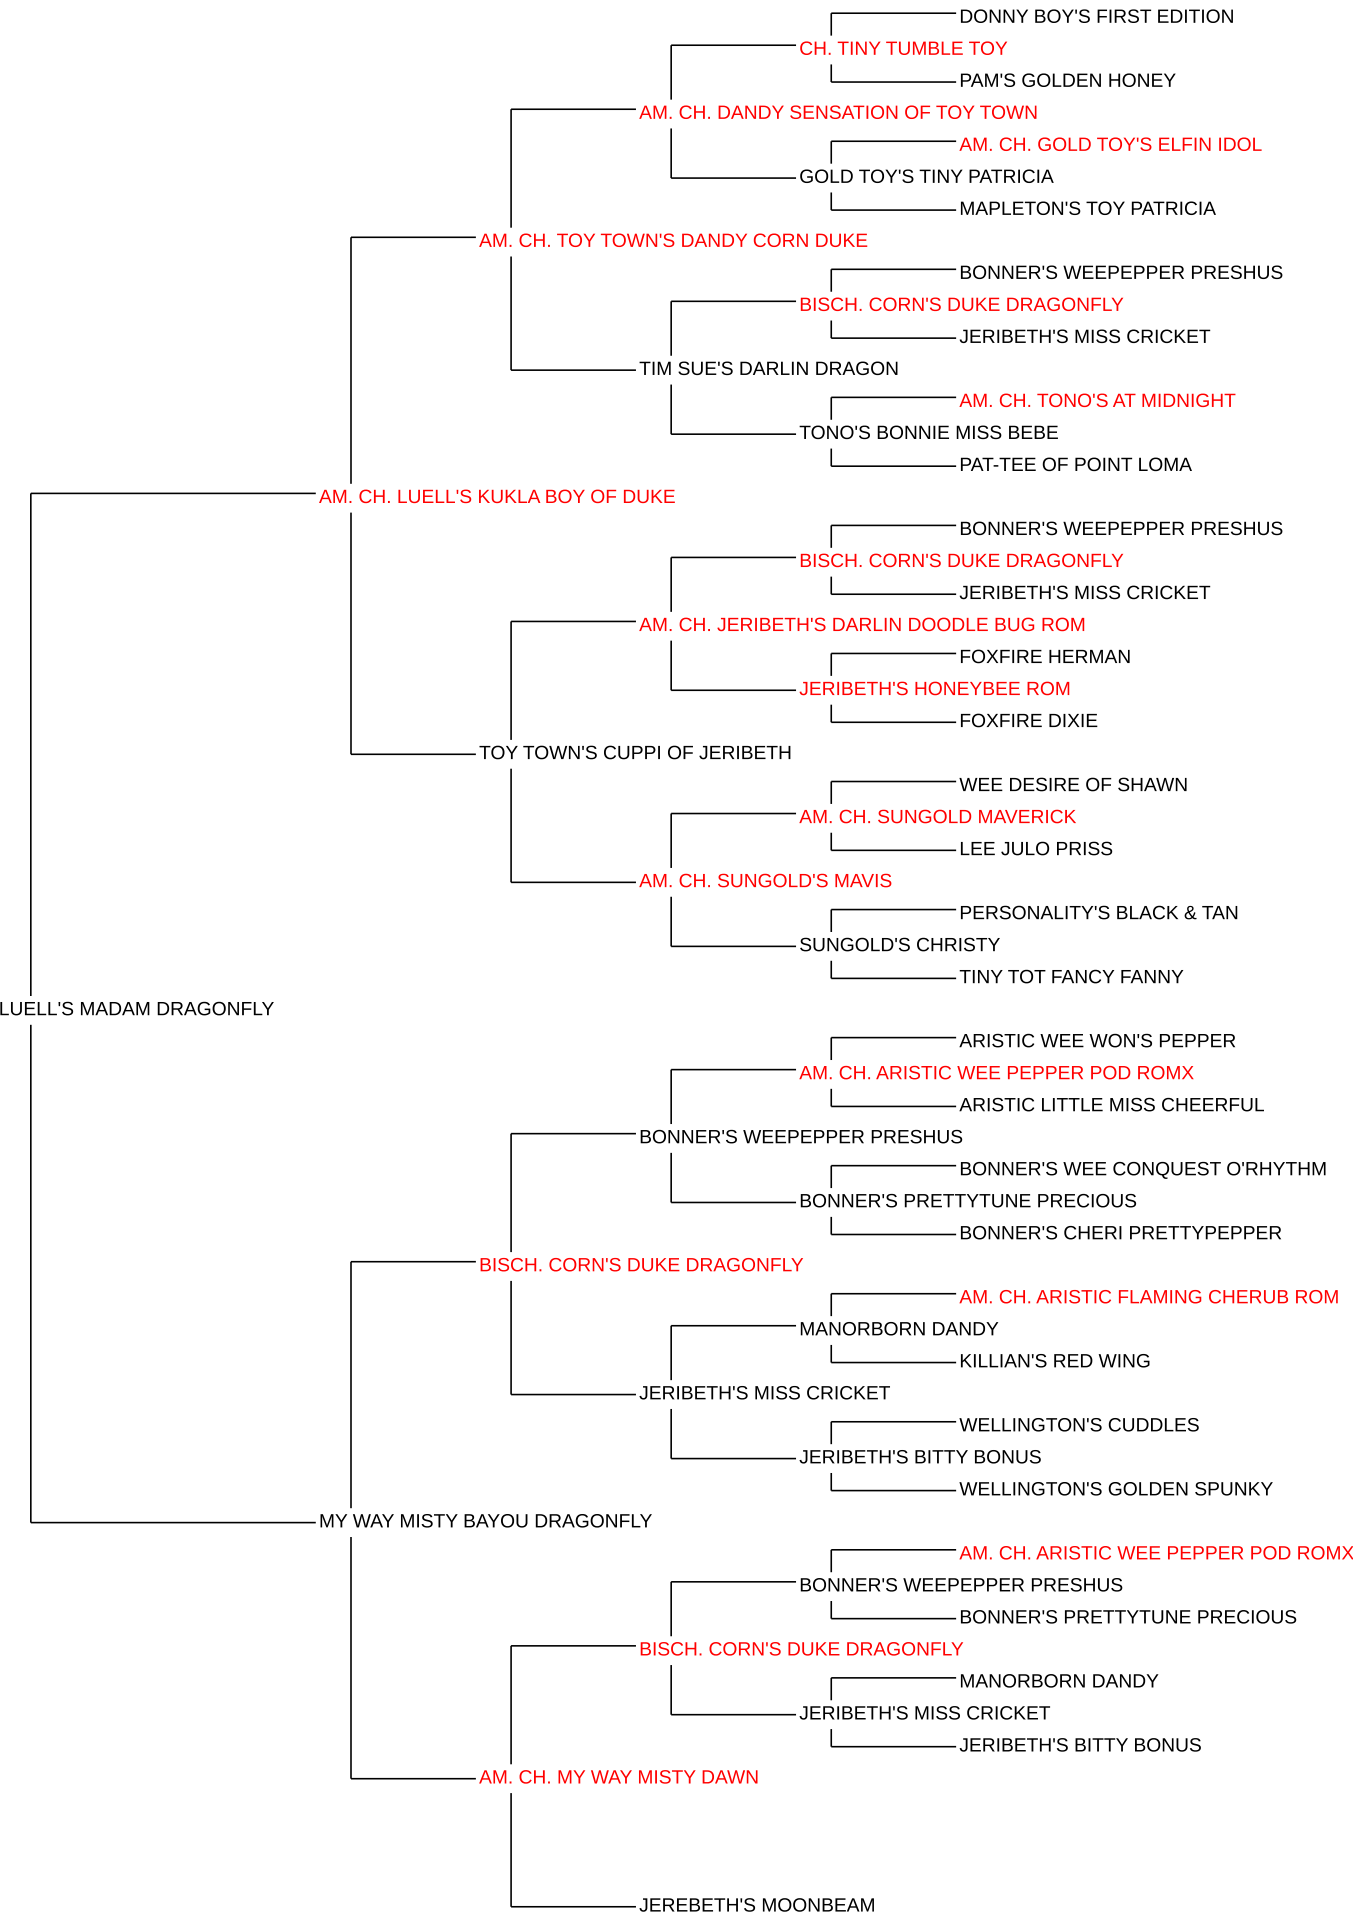 DONNY BOY'S FIRST EDITION
CH. TINY TUMBLE TOY
PAM'S GOLDEN HONEY
AM. CH. DANDY SENSATION OF TOY TOWN
AM. CH. GOLD TOY'S ELFIN IDOL
GOLD TOY'S TINY PATRICIA
MAPLETON'S TOY PATRICIA
AM. CH. TOY TOWN'S DANDY CORN DUKE
BONNER'S WEEPEPPER PRESHUS
BISCH. CORN'S DUKE DRAGONFLY
JERIBETH'S MISS CRICKET
TIM SUE'S DARLIN DRAGON
AM. CH. TONO'S AT MIDNIGHT
TONO'S BONNIE MISS BEBE
PAT-TEE OF POINT LOMA
AM. CH. LUELL'S KUKLA BOY OF DUKE
BONNER'S WEEPEPPER PRESHUS
BISCH. CORN'S DUKE DRAGONFLY
JERIBETH'S MISS CRICKET
AM. CH. JERIBETH'S DARLIN DOODLE BUG ROM
FOXFIRE HERMAN
JERIBETH'S HONEYBEE ROM
FOXFIRE DIXIE
TOY TOWN'S CUPPI OF JERIBETH
WEE DESIRE OF SHAWN
AM. CH. SUNGOLD MAVERICK
LEE JULO PRISS
AM. CH. SUNGOLD'S MAVIS
PERSONALITY'S BLACK & TAN
SUNGOLD'S CHRISTY
TINY TOT FANCY FANNY
LUELL'S MADAM DRAGONFLY
ARISTIC WEE WON'S PEPPER
AM. CH. ARISTIC WEE PEPPER POD ROMX
ARISTIC LITTLE MISS CHEERFUL
BONNER'S WEEPEPPER PRESHUS
BONNER'S WEE CONQUEST O'RHYTHM
BONNER'S PRETTYTUNE PRECIOUS
BONNER'S CHERI PRETTYPEPPER
BISCH. CORN'S DUKE DRAGONFLY
AM. CH. ARISTIC FLAMING CHERUB ROM
MANORBORN DANDY
KILLIAN'S RED WING
JERIBETH'S MISS CRICKET
WELLINGTON'S CUDDLES
JERIBETH'S BITTY BONUS
WELLINGTON'S GOLDEN SPUNKY
MY WAY MISTY BAYOU DRAGONFLY
AM. CH. ARISTIC WEE PEPPER POD ROMX
BONNER'S WEEPEPPER PRESHUS
BONNER'S PRETTYTUNE PRECIOUS
BISCH. CORN'S DUKE DRAGONFLY
MANORBORN DANDY
JERIBETH'S MISS CRICKET
JERIBETH'S BITTY BONUS
AM. CH. MY WAY MISTY DAWN
JEREBETH'S MOONBEAM